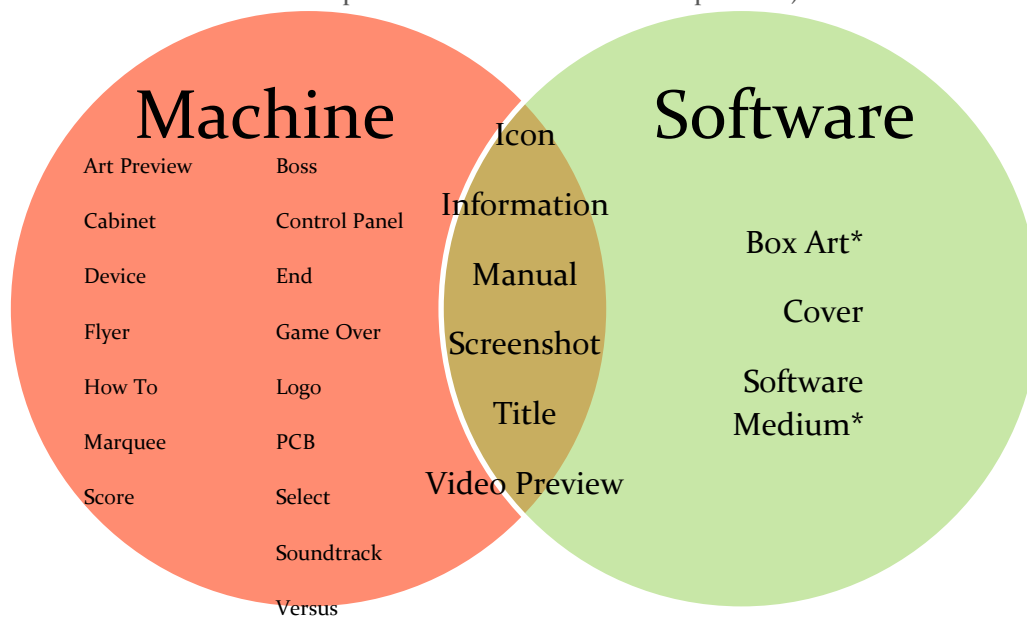 Machine
Software
Art Preview
Cabinet
Device
Flyer
How To
Marquee
Score
Boss
Control Panel
End
Game Over
Logo
PCB
Select
Soundtrack
Versus
Icon
Information
Manual
Screenshot
Title
Video Preview
Box Art*
Cover
Software
Medium*